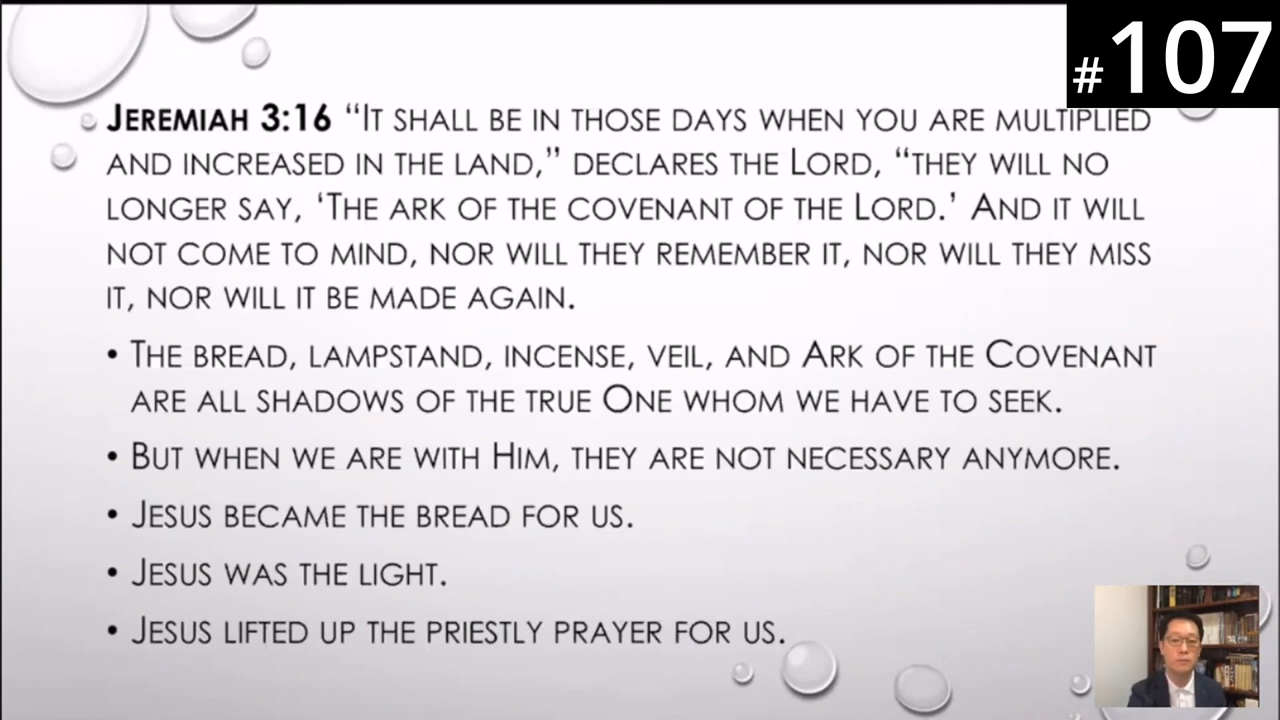 #107
JEREMIAH 3:16 “IT SHALL BE IN THOSE DAYS WHEN YOU ARE MULTIPLIED
AND INCREASED IN THE LAND,” DECLARES THE LORD, “THEY WILL NO
LONGER SAY, ‘THE ARK OF THE COVENANT OF THE LORD.’ AND IT WILL
NOT COME TO MIND, NOR WILL THEY REMEMBER IT, NOR WILL THEY MISS
IT, NOR WILL IT BE MADE AGAIN.
• THE BREAD, LAMPSTAND, INCENSE, VEIL, AND ARK OF THE COVENANT
ARE ALL SHADOWS OF THE TRUE ONE WHOM WE HAVE TO SEEK.
• BUT WHEN WE ARE WITH HIM, THEY ARE NOT NECESSARY ANYMORE.
• JESUS BECAME THE BREAD FOR US.
• JESUS WAS THE LIGHT.
• JESUS LIFTED UP THE PRIESTLY PRAYER FOR US.